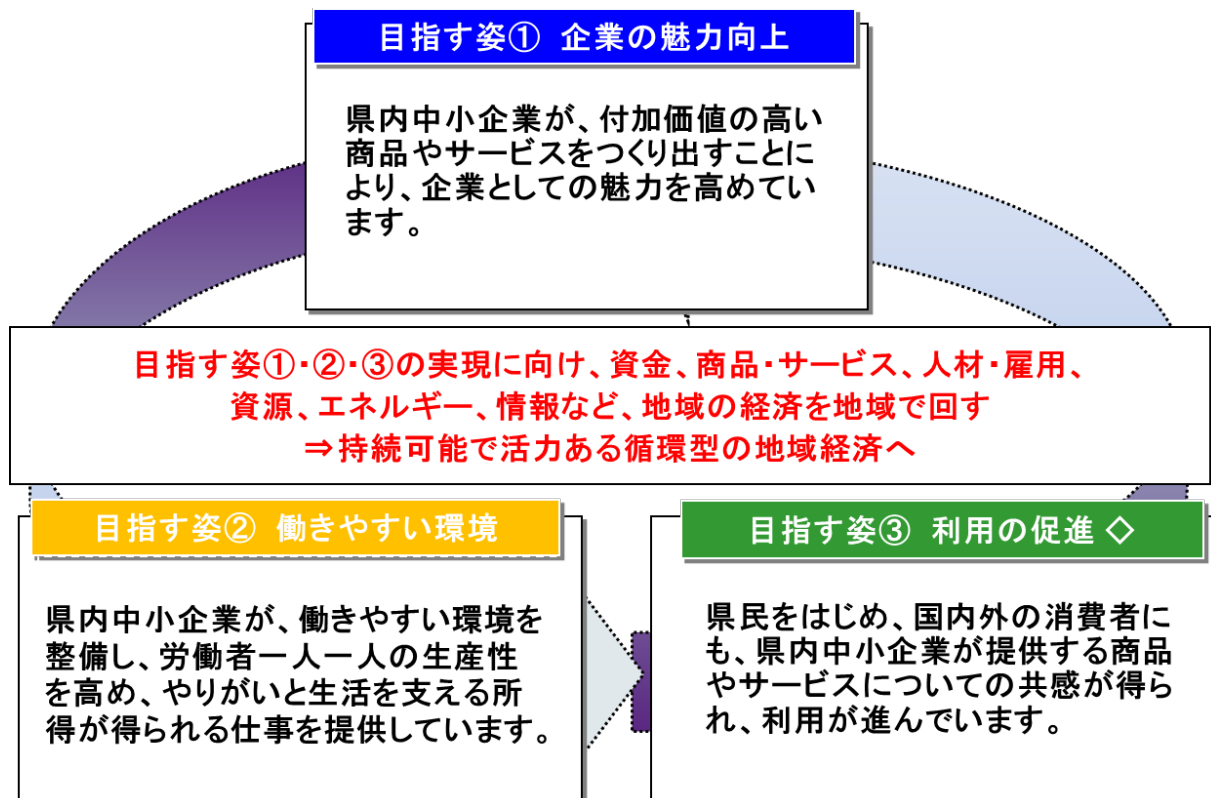 目指す姿① 企業の魅力向上
県内中小企業が、付加価値の高い
商品やサービスをつくり出すことに
より、企業としての魅力を高めてい
ます。
目指す姿①・②・③の実現に向け、資金、商品・サービス、人材・雇用、
資源、エネルギー、情報など、地域の経済を地域で回す
⇒持続可能で活力ある循環型の地域経済へ
目指す姿② 働きやすい環境
県内中小企業が、働きやすい環境を
整備し、労働者一人一人の生産性
を高め、やりがいと生活を支える所
得が得られる仕事を提供しています。
目指す姿③ 利用の促進 ◇
県民をはじめ、国内外の消費者に
も、県内中小企業が提供する商品
やサービスについての共感が得ら
れ、利用が進んでいます。